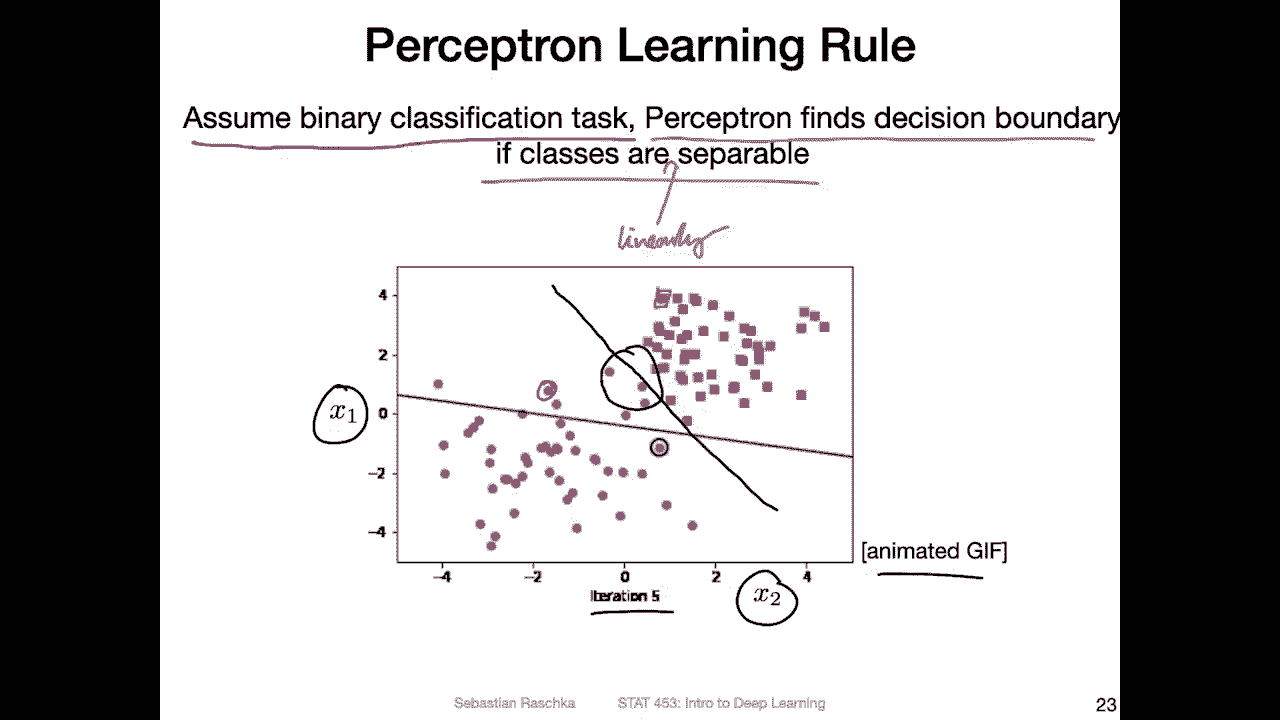 Perceptron Learning Rule
Assume binary classification task, Perceptron finds decision boundary
if classes are separable
linearly
4
2
x₁
0
−2
−4
[animated GIF]
−4 −2 0 2 4
Iteration 5
x₂
Sebastian Raschka STAT 453: Intro to Deep Learning 23